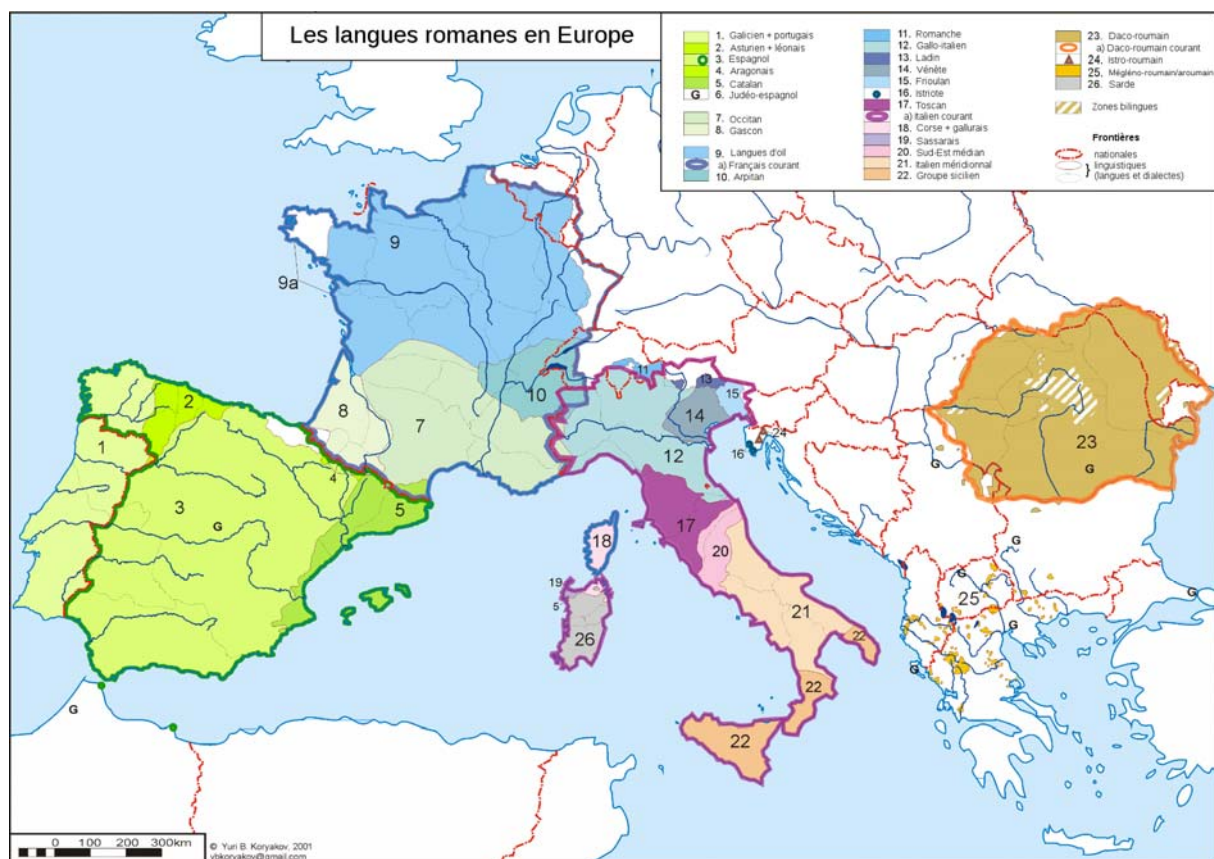 Les langues romanes en Europe
1. Galicien + portugais
2. Asturien + léonais
3. Espagnol
4. Aragonais
5. Catalan
G 6. Judéo-espagnol
7. Occitan
8. Gascon
9. Langues d'oïl
a) Français courant
10. Arpitan
11. Romanche
12. Gallo-italien
13. Ladin
14. Vénète
15. Frioulan
16. Istriote
17. Toscan
a) Italien courant
18. Corse + gallurais
19. Sassarais
20. Sud-Est médian
21. Italien méridionnal
22. Groupe sicilien
23. Daco-roumain
a) Daco-roumain courant
24. Istro-roumain
25. Mégléno-roumain/aroumain
26. Sarde
Zones bilingues
Frontières
nationales
linguistiques
(langues et dialectes)
9
9a
11
13
10
15
8
2
14
7
24
23
1
16
12
4
G
3
5
17
G
18
20
G
19
G
25
G
5
21
G
26
22
G
22
G
22
0 100 200 300km
© Yuri B. Koryakov, 2001
ybkoryakov@gmail.com